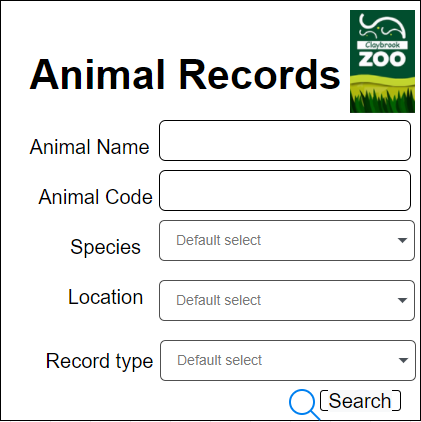 Claybrook
ZOO
Animal Records
Animal Name
Animal Code
Species
Default select
Location
Default select
Record type
Default select
Search